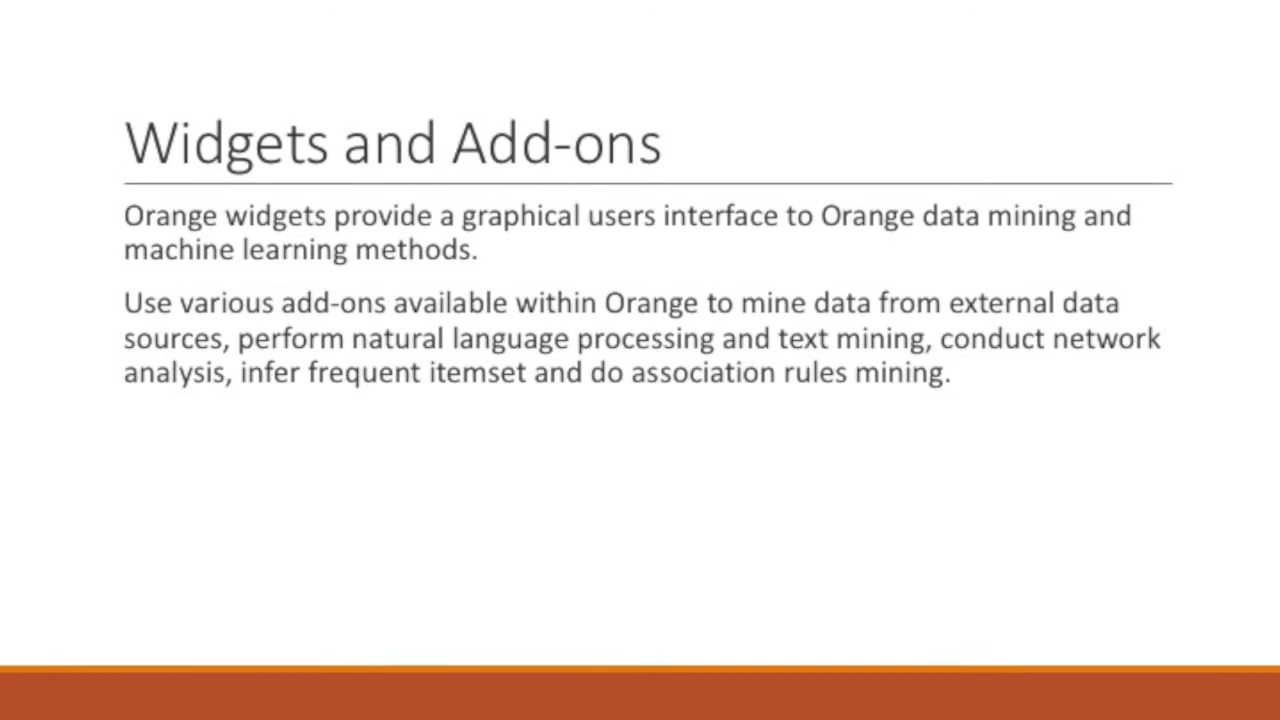 Widgets and Add-ons
Orange widgets provide a graphical users interface to Orange data mining and
machine learning methods.
Use various add-ons available within Orange to mine data from external data
sources, perform natural language processing and text mining, conduct network
analysis, infer frequent itemset and do association rules mining.